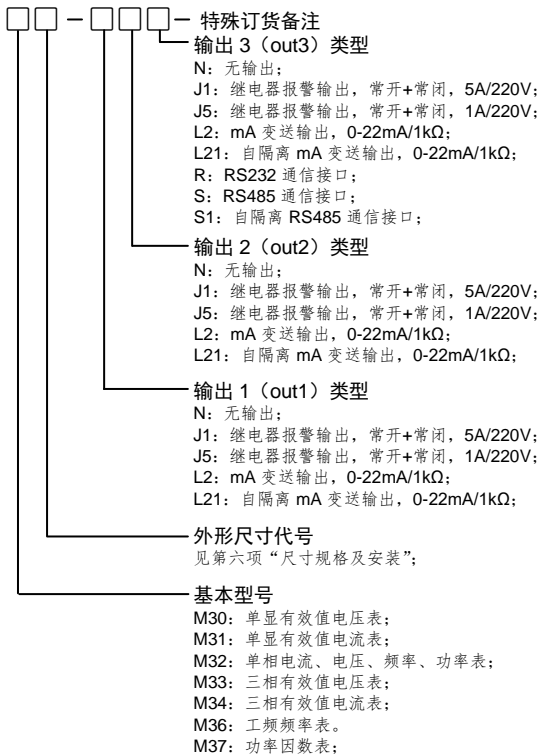 □□－□□□－ 特殊订货备注
输出 3（out3）类型
N：无输出；
J1：继电器报警输出，常开+常闭，5A/220V；
J5：继电器报警输出，常开+常闭，1A/220V；
L2：mA 变送输出，0-22mA/1kΩ；
L21：自隔离 mA 变送输出，0-22mA/1kΩ；
R：RS232 通信接口；
S：RS485 通信接口；
S1：自隔离 RS485 通信接口；
输出 2（out2）类型
N：无输出；
J1：继电器报警输出，常开+常闭，5A/220V；
J5：继电器报警输出，常开+常闭，1A/220V；
L2：mA 变送输出，0-22mA/1kΩ；
L21：自隔离 mA 变送输出，0-22mA/1kΩ；
输出 1（out1）类型
N：无输出；
J1：继电器报警输出，常开+常闭，5A/220V；
J5：继电器报警输出，常开+常闭，1A/220V；
L2：mA 变送输出，0-22mA/1kΩ；
L21：自隔离 mA 变送输出，0-22mA/1kΩ；
外形尺寸代号
见第六项“尺寸规格及安装”；
基本型号
M30：单显有效值电压表；
M31：单显有效值电流表；
M32：单相电流、电压、频率、功率表；
M33：三相有效值电压表；
M34：三相有效值电流表；
M36：工频频率表。
M37：功率因数表；